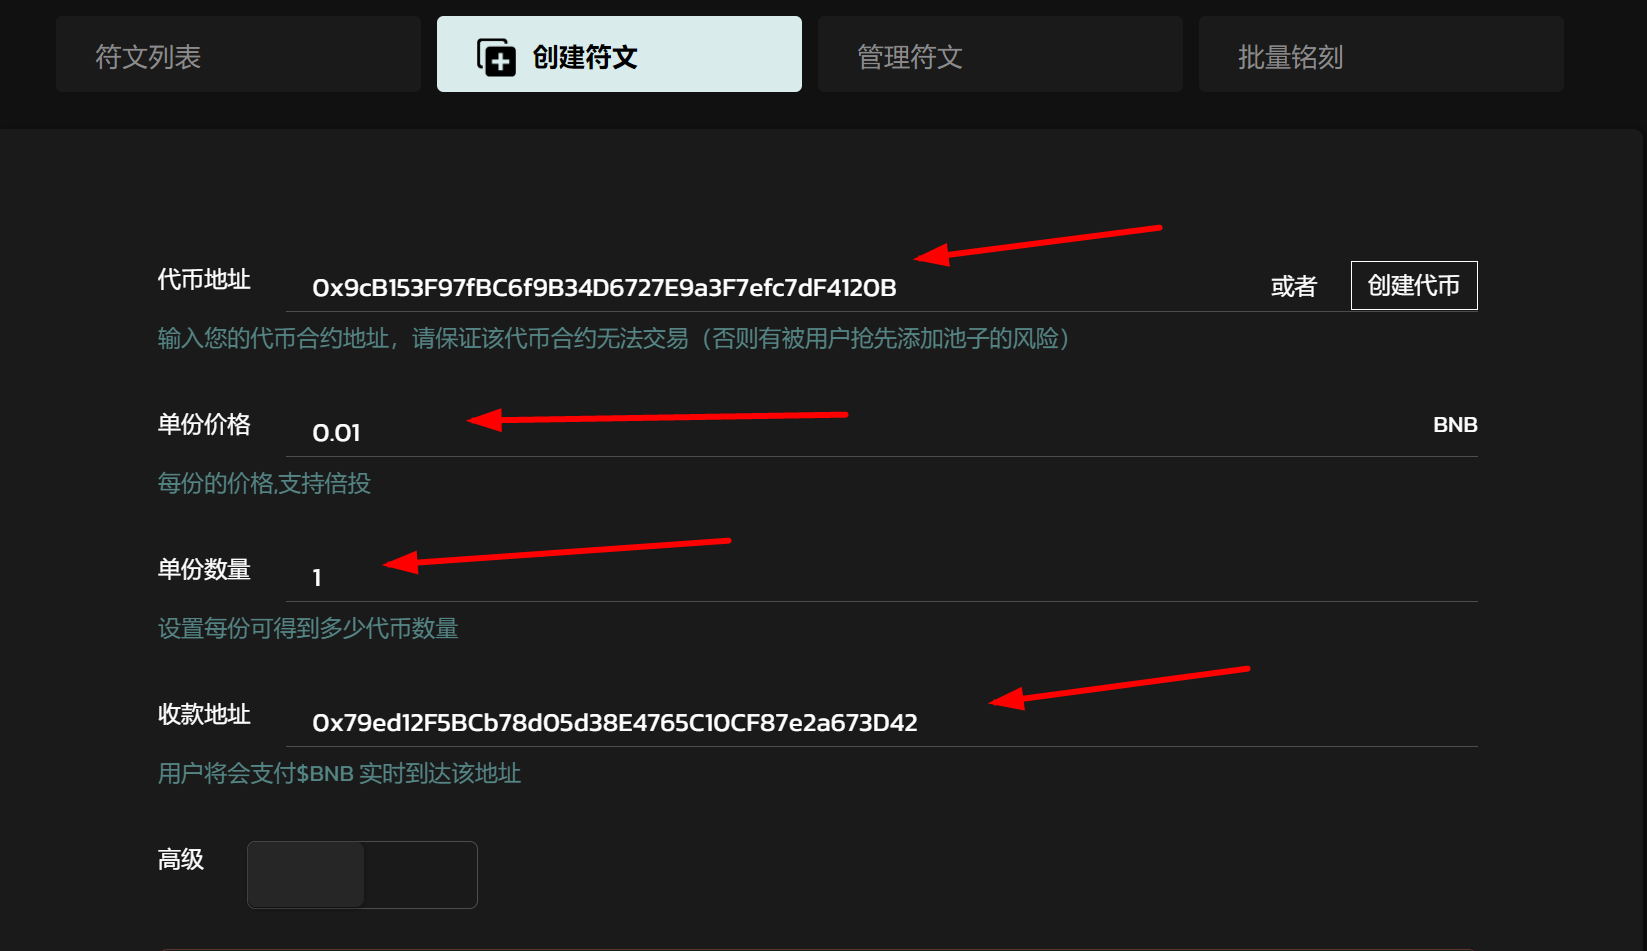 符文列表
创建符文
管理符文
批量铭刻
代币地址
0x9cB153F97fBC6f9B34D6727E9a3F7efc7dF4120B
或者
创建代币
输入您的代币合约地址，请保证该代币合约无法交易（否则有被用户抢先添加池子的风险）
单份价格
0.01
BNB
每份的价格,支持倍投
单份数量
1
设置每份可得到多少代币数量
收款地址
0x79ed12F5BCb78d05d38E4765C10CF87e2a673D42
用户将会支付$BNB 实时到达该地址
高级